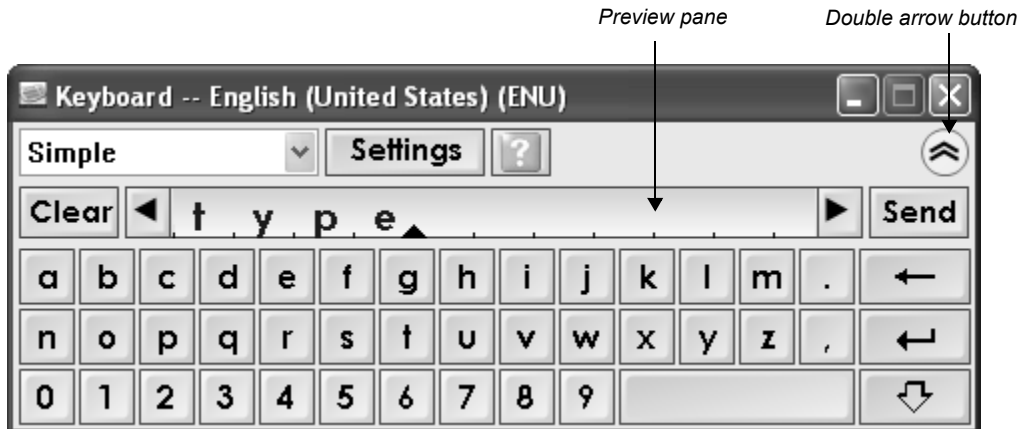 Preview pane Double arrow button
Keyboard -- English (United States) (ENU)
Simple Settings ?
Clear t y p e Send
a b c d e f g h i j k l m .
n o p q r s t u v w x y z ,
0 1 2 3 4 5 6 7 8 9